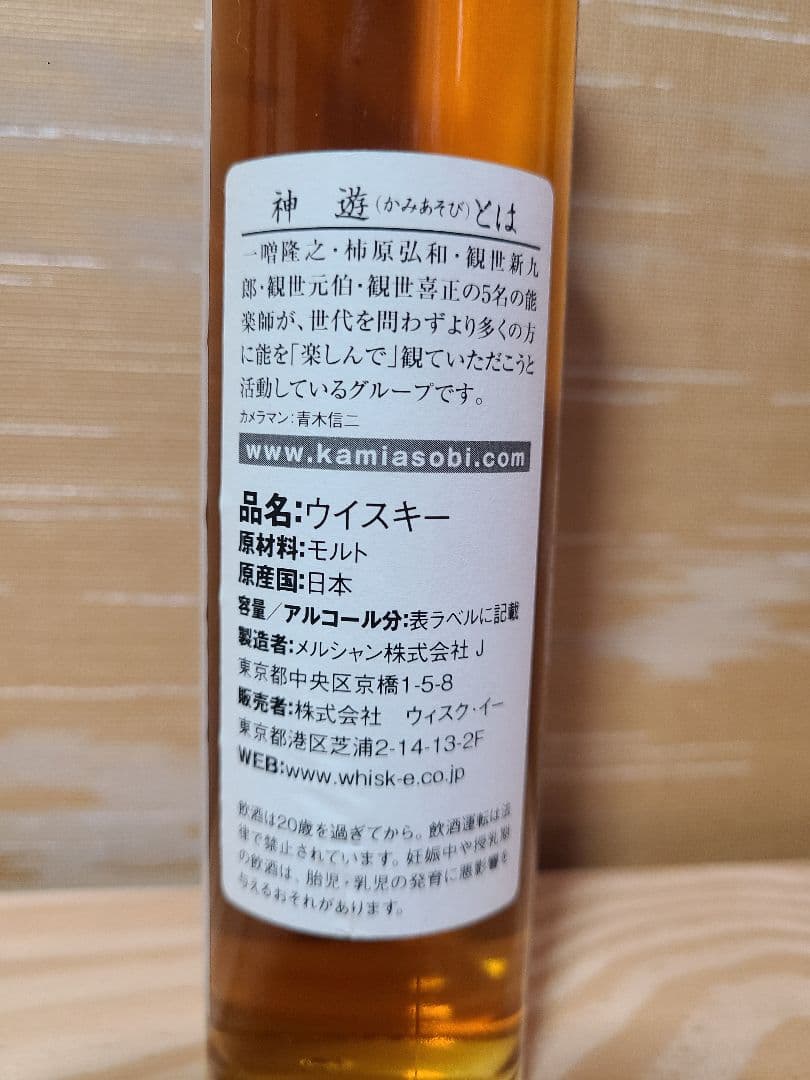 神 遊(かみあそび)とは
一噌隆之・柿原弘和・観世新九
郎・観世元伯・観世喜正の5名の能
楽師が、世代を問わずより多くの方
に能を「楽しんで」観ていただこうと
活動しているグループです。
カメラマン:青木信二
www.kamiasobi.com
品名:ウイスキー
原材料:モルト
原産国:日本
容量/アルコール分:表ラベルに記載
製造者:メルシャン株式会社 J
東京都中央区京橋1-5-8
販売者:株式会社 ウィスク・イー
東京都港区芝浦2-14-13-2F
WEB:www.whisk-e.co.jp
飲酒は20歳を過ぎてから。飲酒運転は法
律で禁止されています。妊娠中や授乳期
の飲酒は、胎児・乳児の発育に悪影響を
与えるおそれがあります。